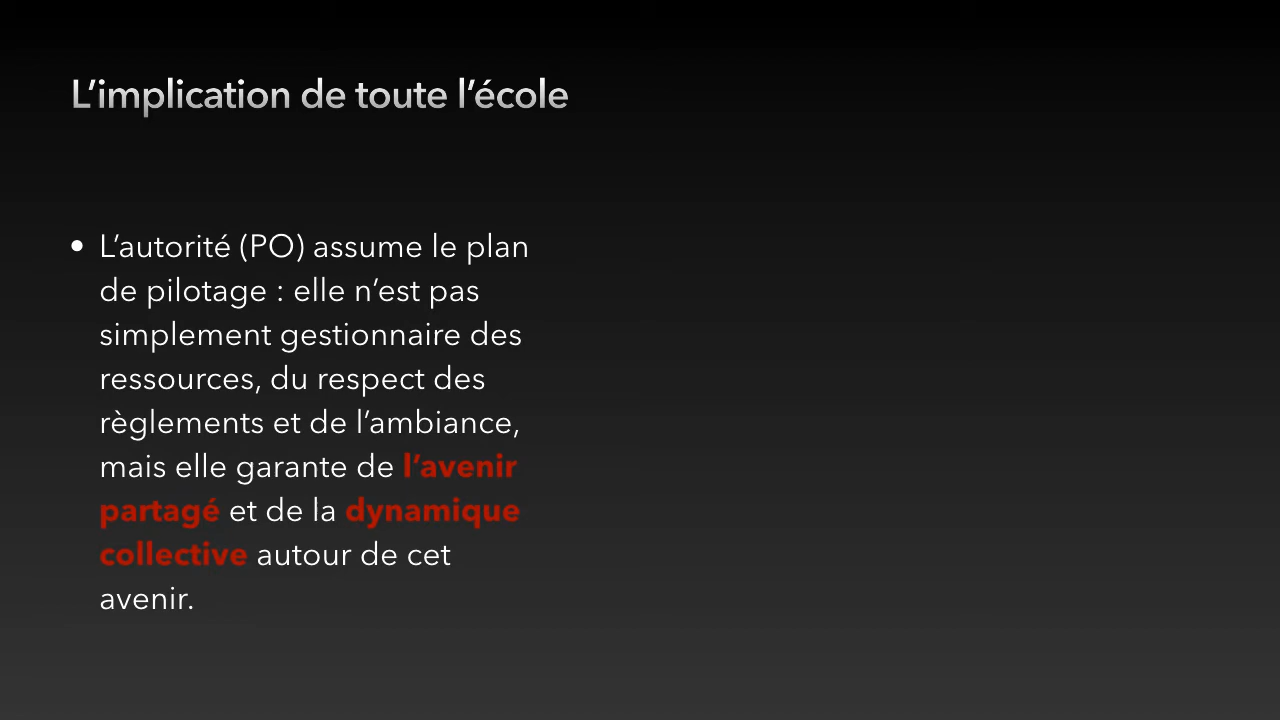 L’implication de toute l’école
• L’autorité (PO) assume le plan
de pilotage : elle n’est pas
simplement gestionnaire des
ressources, du respect des
règlements et de l’ambiance,
mais elle garante de l’avenir
partagé et de la dynamique
collective autour de cet
avenir.